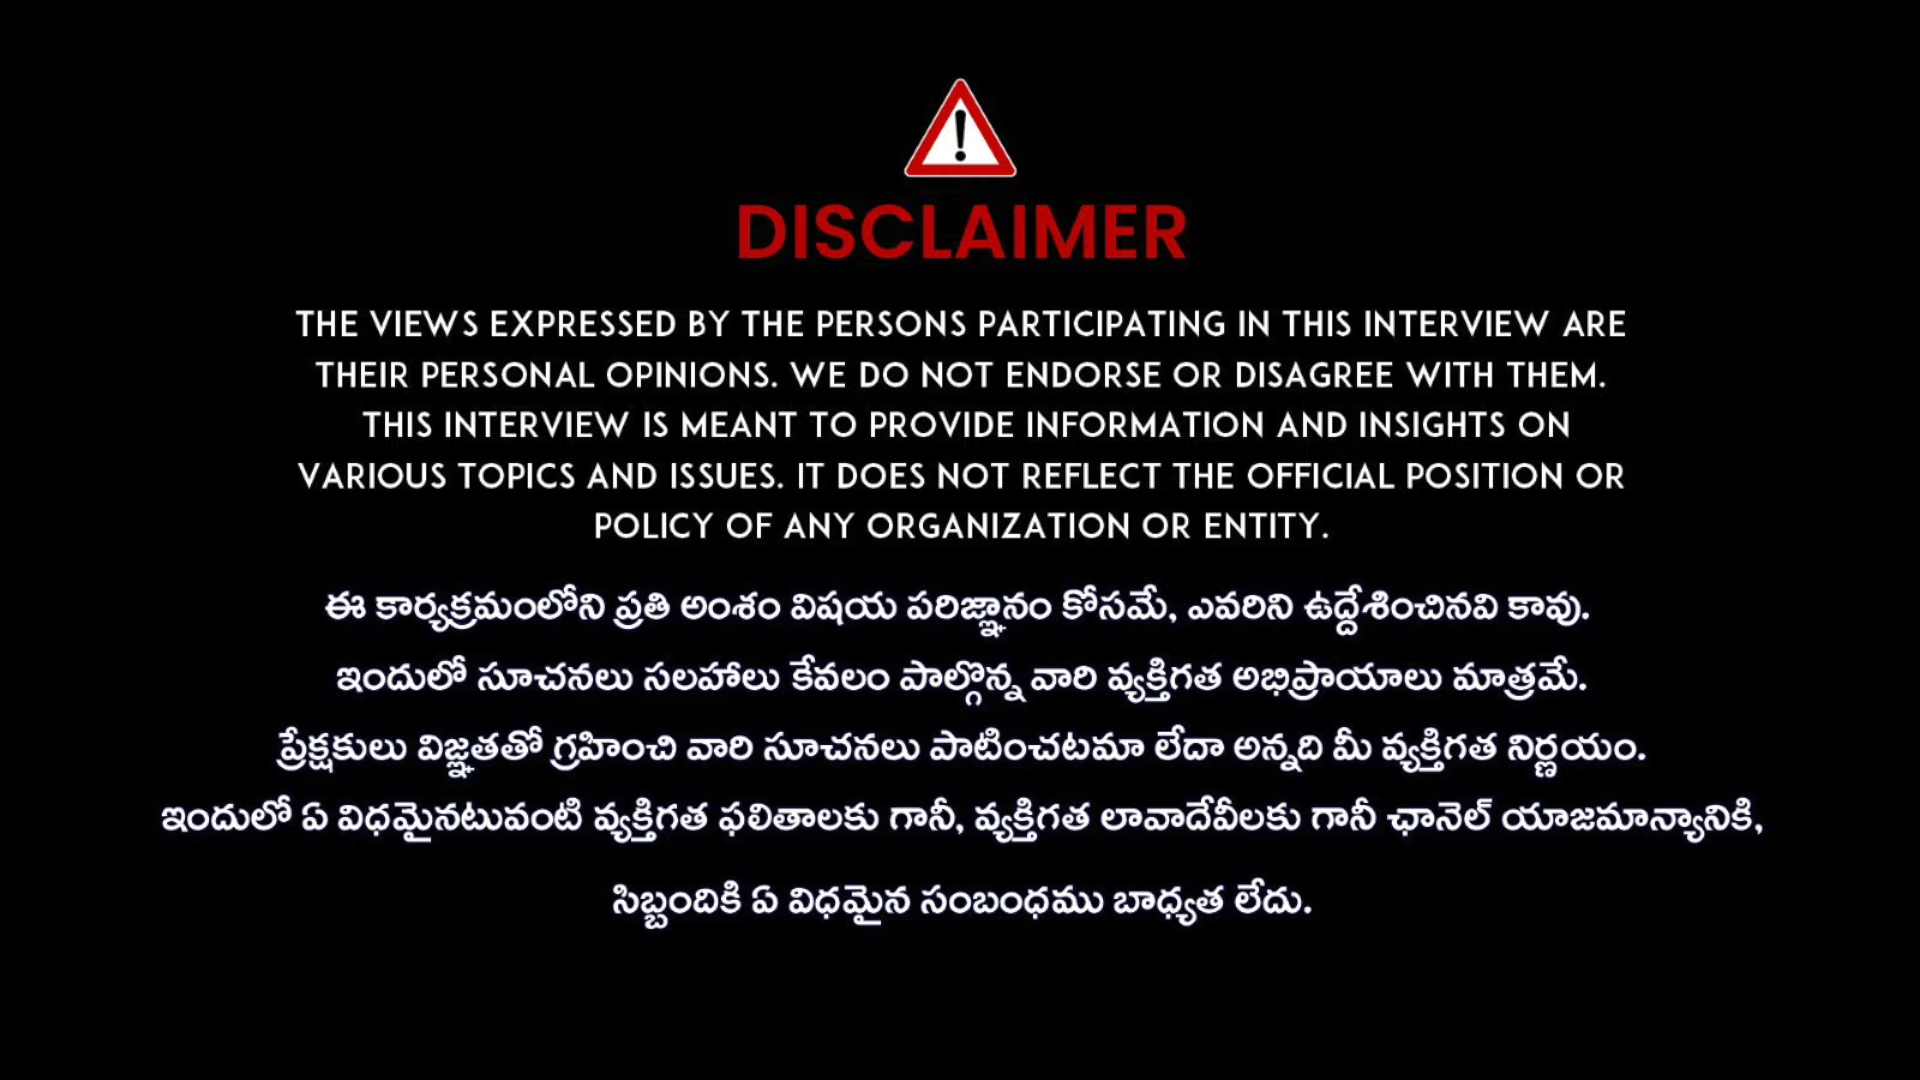 DISCLAIMER
THE VIEWS EXPRESSED BY THE PERSONS PARTICIPATING IN THIS INTERVIEW ARE
THEIR PERSONAL OPINIONS. WE DO NOT ENDORSE OR DISAGREE WITH THEM.
THIS INTERVIEW IS MEANT TO PROVIDE INFORMATION AND INSIGHTS ON
VARIOUS TOPICS AND ISSUES. IT DOES NOT REFLECT THE OFFICIAL POSITION OR
POLICY OF ANY ORGANIZATION OR ENTITY.
ఈ కార్యక్రమంలోని ప్రతి అంశం విషయ పరిజ్ఞానం కోసమే, ఎవరిని ఉద్దేశించినవి కావు.
ఇందులో సూచనలు సలహాలు కేవలం పాల్గొన్న వారి వ్యక్తిగత అభిప్రాయాలు మాత్రమే.
ప్రేక్షకులు విజ్ఞతతో గ్రహించి వారి సూచనలు పాటించటమా లేదా అన్నది మీ వ్యక్తిగత నిర్ణయం.
ఇందులో ఏ విధమైనటువంటి వ్యక్తిగత ఫలితాలకు గానీ, వ్యక్తిగత లావాదేవీలకు గానీ ఛానెల్ యాజమాన్యానికి,
సిబ్బందికి ఏ విధమైన సంబంధము బాధ్యత లేదు.